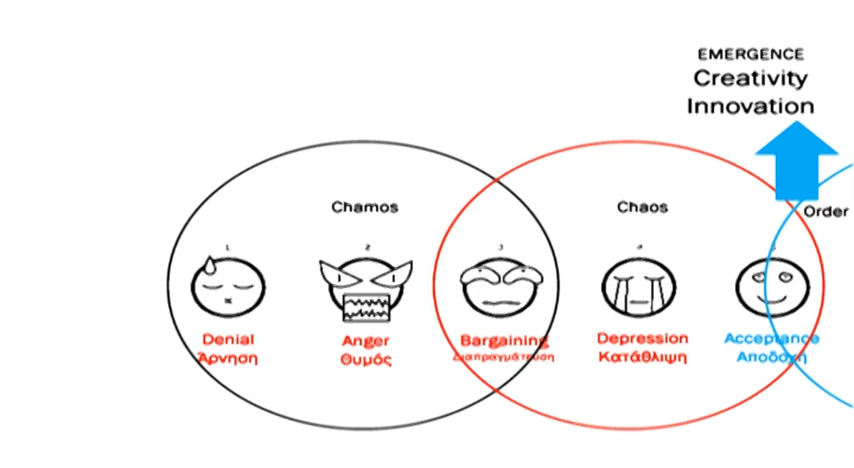 EMERGENCE
Creativity
Innovation
Chamos
Chaos
Order
1
2
3
4
Denial
Άρνηση
Anger
Θυμός
Bargaining
Διαπραγμάτευση
Depression
Κατάθλιψη
Acceptance
Αποδοχή